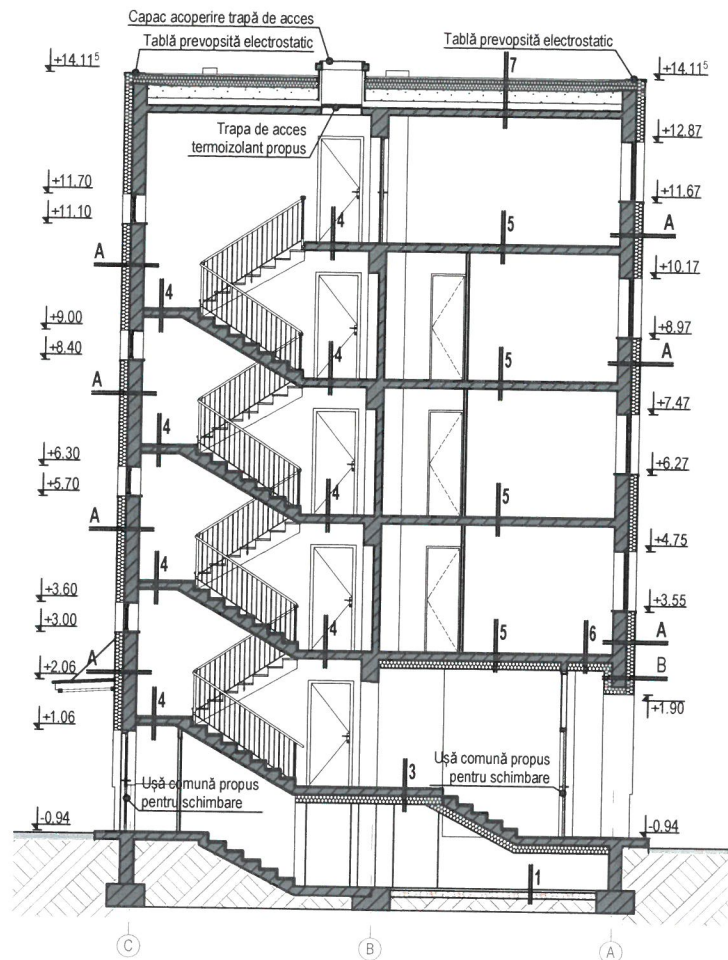 Capac acoperire trapă de acces
Tablă prevopsită electrostatic
Tablă prevopsită electrostatic
+14.11⁵
7
+14.11⁵
Trapa de acces
termoizolant propus
+12.87
+11.70
+11.67
+11.10
4
5
A
A
4
+10.17
+9.00
+8.97
+8.40
4
5
A
A
+7.47
4
+6.30
+6.27
+5.70
4
5
A
+4.75
4
+3.60
+3.55
+3.00
4
5
6
A
+2.06
A
B
4
+1.90
+1.06
3
Ușă comună propus
pentru schimbare
Ușă comună propus
pentru schimbare
-0.94
-0.94
1
C
B
A